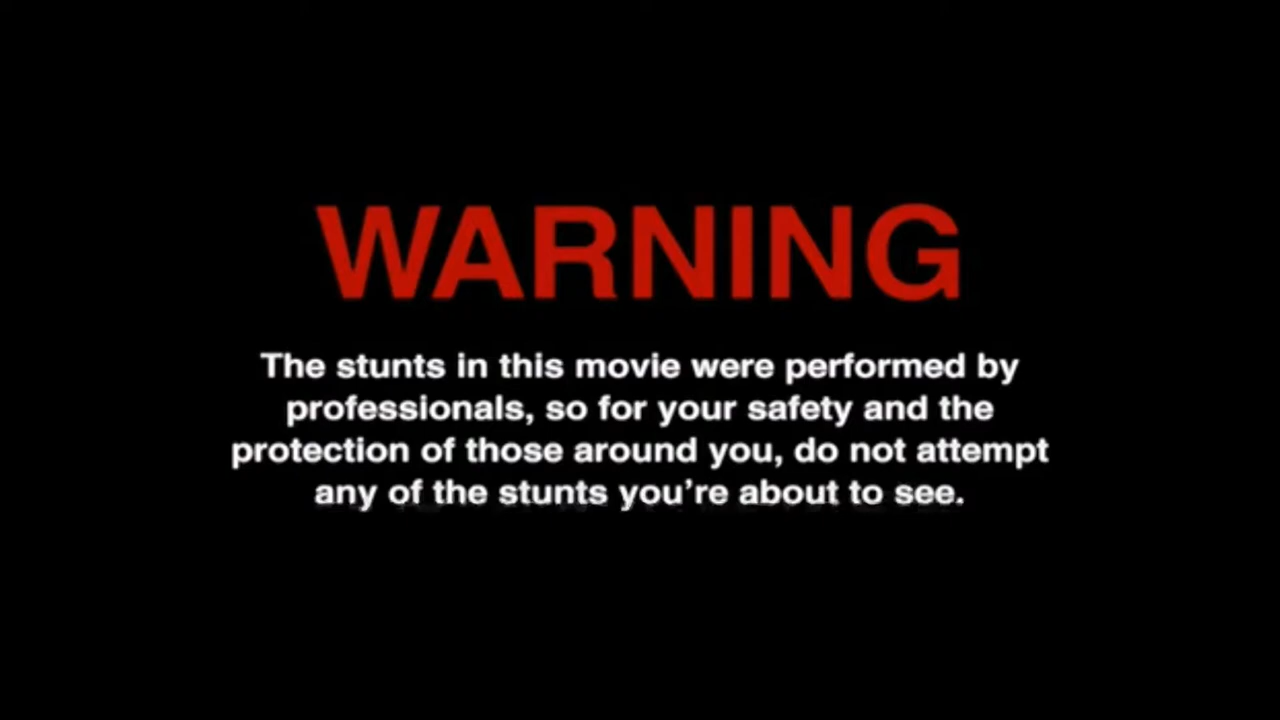 WARNING
The stunts in this movie were performed by
professionals, so for your safety and the
protection of those around you, do not attempt
any of the stunts you’re about to see.